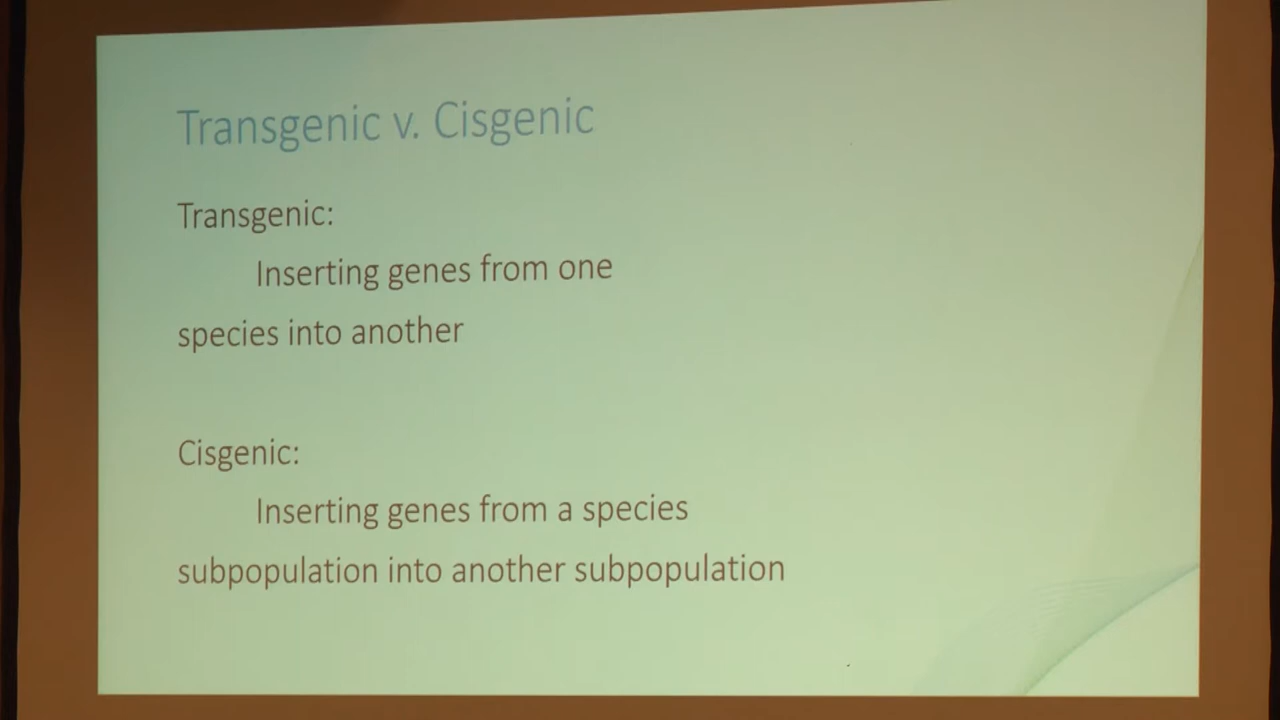 Transgenic v. Cisgenic
Transgenic:
Inserting genes from one
species into another
Cisgenic:
Inserting genes from a species
subpopulation into another subpopulation